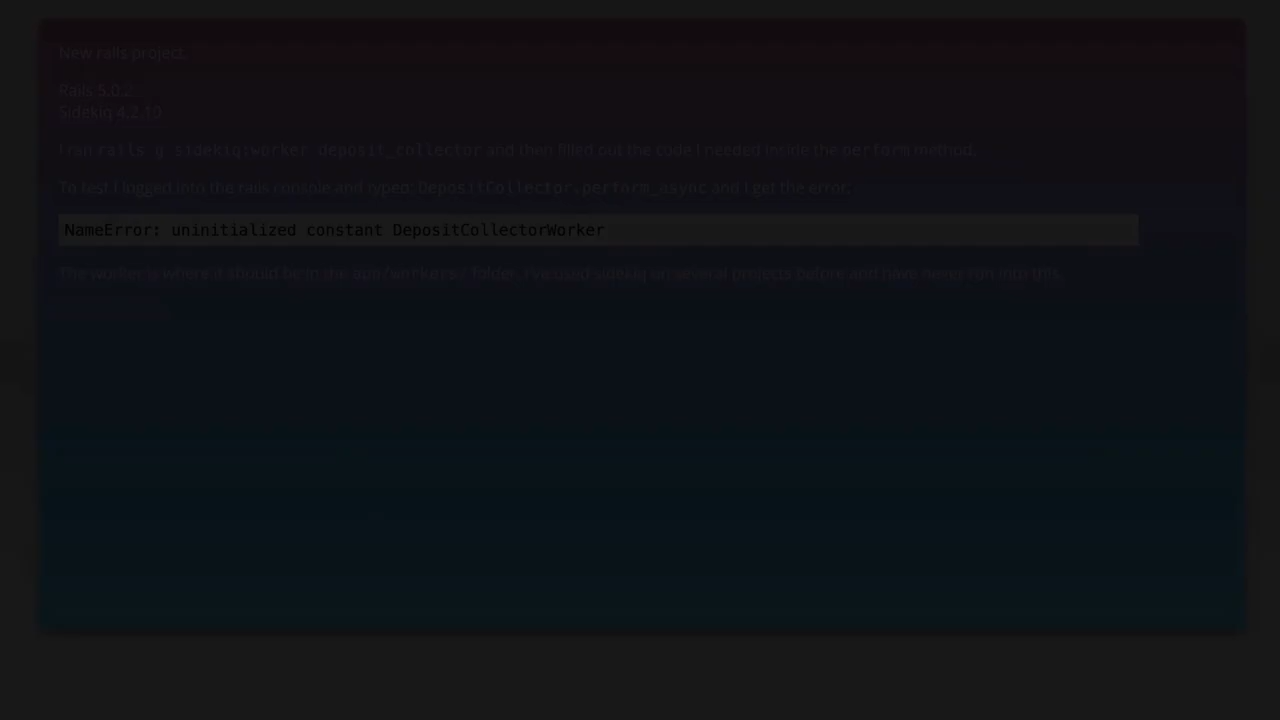 New rails project.
Rails 5.0.2
Sidekiq 4.2.10
I ran rails g sidekiq:worker deposit_collector and then filled out the code I needed inside the perform method.
To test I logged into the rails console and typed: DepositCollector.perform_async and I get the error:
NameError: uninitialized constant DepositCollectorWorker
The worker is where it should be in the app/workers/ folder. I've used sidekiq on several projects before and have never run into this.